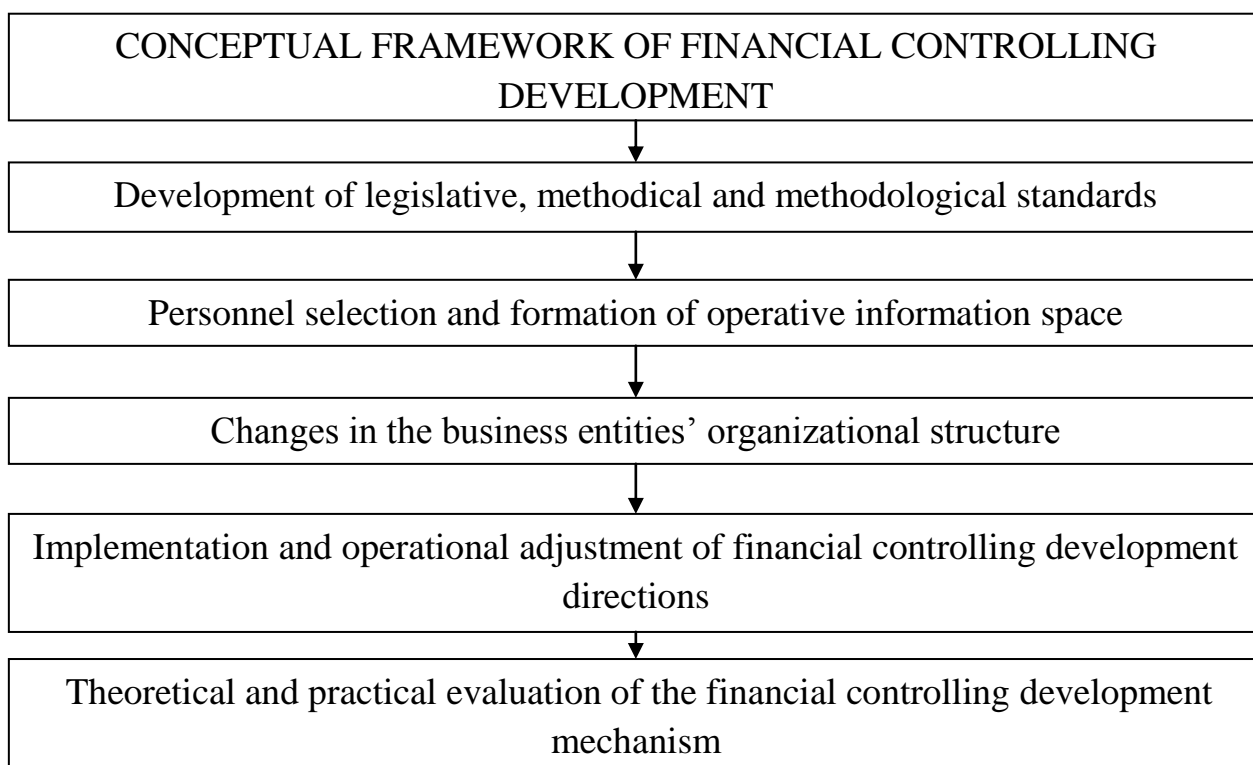 CONCEPTUAL FRAMEWORK OF FINANCIAL CONTROLLING
DEVELOPMENT
Development of legislative, methodical and methodological standards
Personnel selection and formation of operative information space
Changes in the business entities’ organizational structure
Implementation and operational adjustment of financial controlling development
directions
Theoretical and practical evaluation of the financial controlling development
mechanism